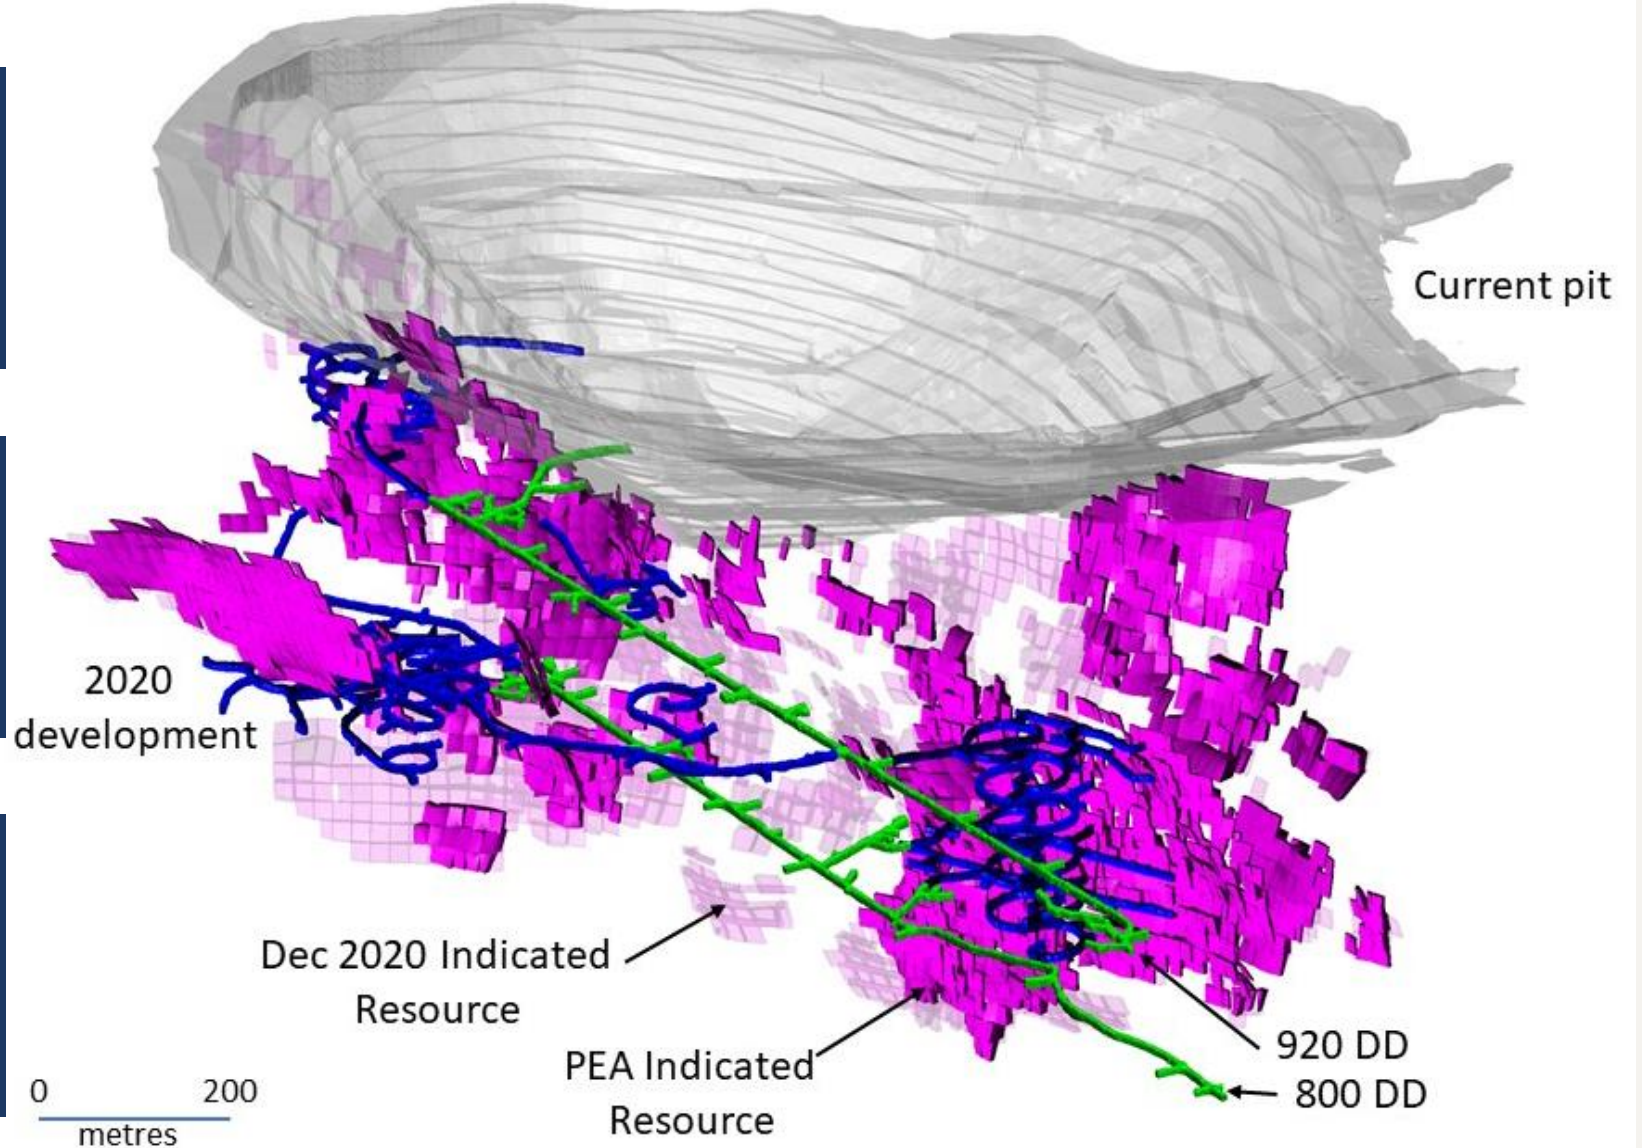 Current pit
2020
development
Dec 2020 Indicated
Resource
PEA Indicated
Resource
920 DD
800 DD
0 200
metres